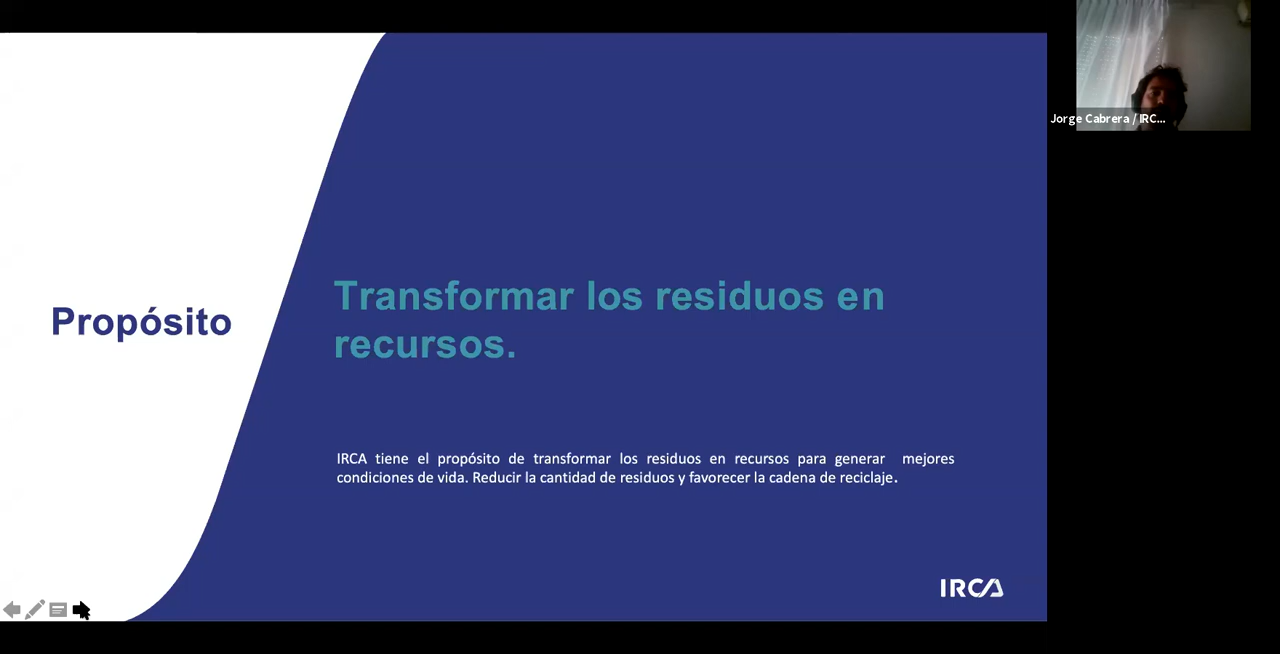 Jorge Cabrera / IRC...
Propósito
Transformar los residuos en
recursos.
IRCA tiene el propósito de transformar los residuos en recursos para generar mejores
condiciones de vida. Reducir la cantidad de residuos y favorecer la cadena de reciclaje.
IRCA